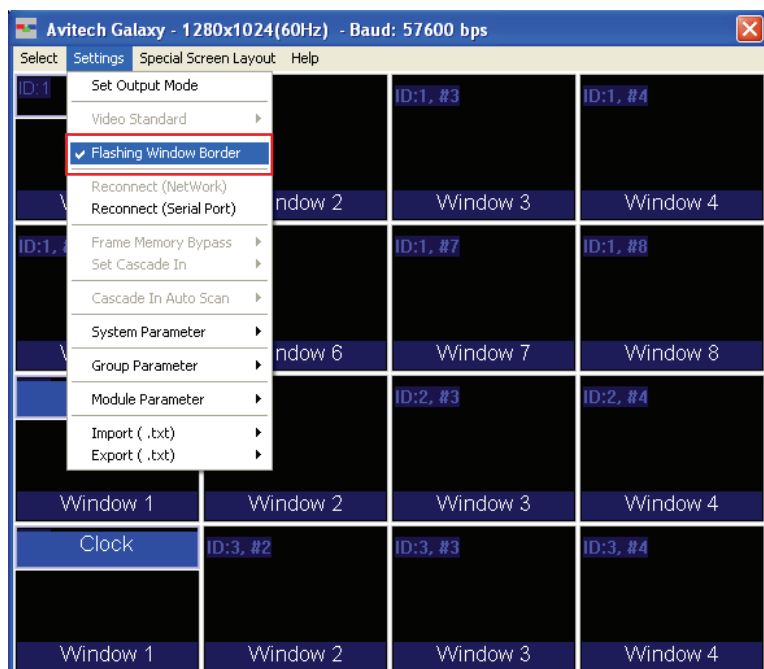 Avitech Galaxy - 1280x1024(60Hz) - Baud: 57600 bps
Select Settings Special Screen Layout Help
ID:1
Set Output Mode
Video Standard
Flashing Window Border
Reconnect (NetWork)
Reconnect (Serial Port)
Frame Memory Bypass
Set Cascade In
Cascade In Auto Scan
System Parameter
Group Parameter
Module Parameter
Import ( .txt)
Export ( .txt)
ID:1, #3 ID:1, #4
ndow 2 Window 3 Window 4
ID:1, ID:1, #7 ID:1, #8
ndow 6 Window 7 Window 8
ID:2, #3 ID:2, #4
Window 1 Window 2 Window 3 Window 4
Clock ID:3, #2 ID:3, #3 ID:3, #4
Window 1 Window 2 Window 3 Window 4